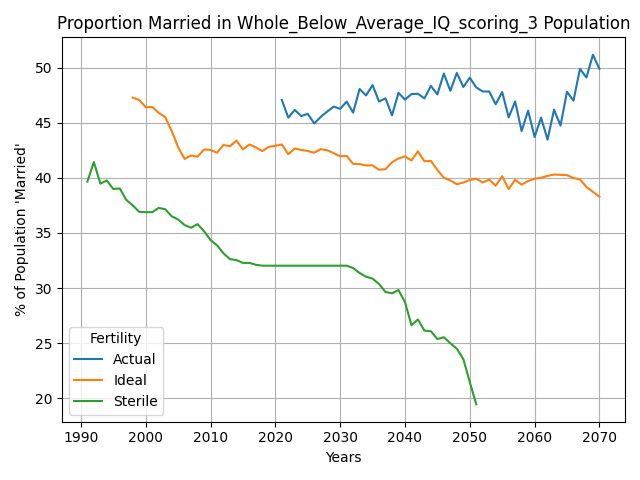 Proportion Married in Whole_Below_Average_IQ_scoring_3 Population
% of Population 'Married'
50
45
40
35
30
25
20
Fertility
Actual
Ideal
Sterile
1990 2000 2010 2020 2030 2040 2050 2060 2070
Years